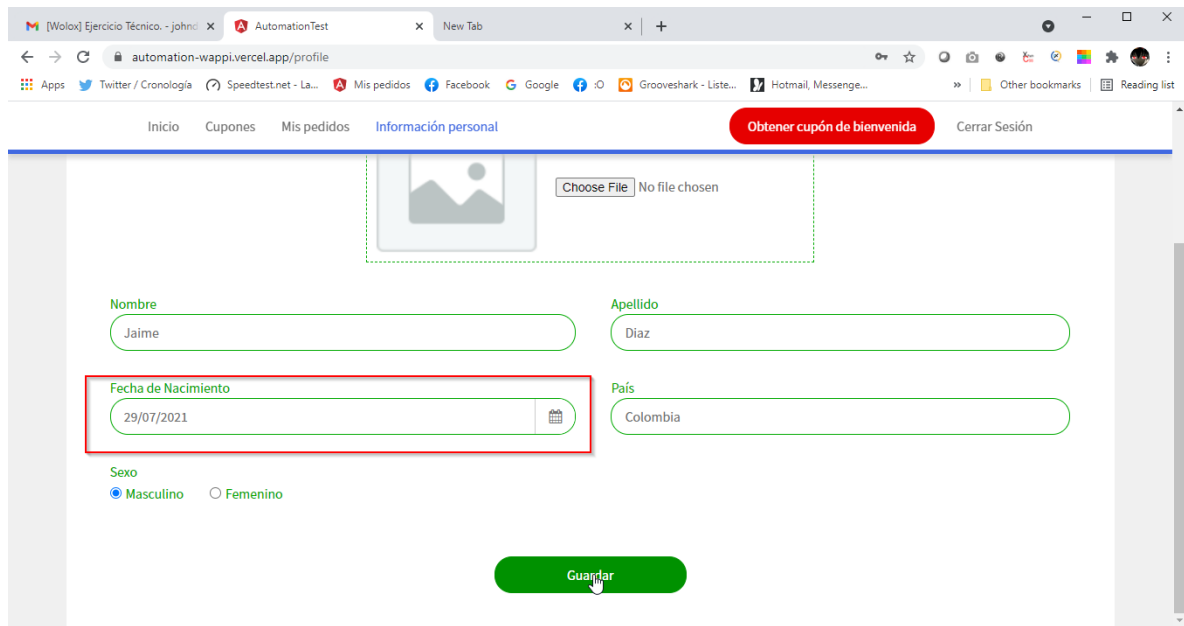 [Wolox] Ejercicio Técnico. - johnd
AutomationTest
New Tab
automation-wappi.vercel.app/profile
Apps Twitter / Cronología Speedtest.net - La... Mis pedidos Facebook Google :O Grooveshark - Liste... Hotmail, Messenge... » Other bookmarks Reading list
Inicio Cupones Mis pedidos Información personal Obtener cupón de bienvenida Cerrar Sesión
Choose File No file chosen
Nombre Apellido
Jaime Diaz
Fecha de Nacimiento País
29/07/2021 Colombia
Sexo
Masculino Femenino
Guardar